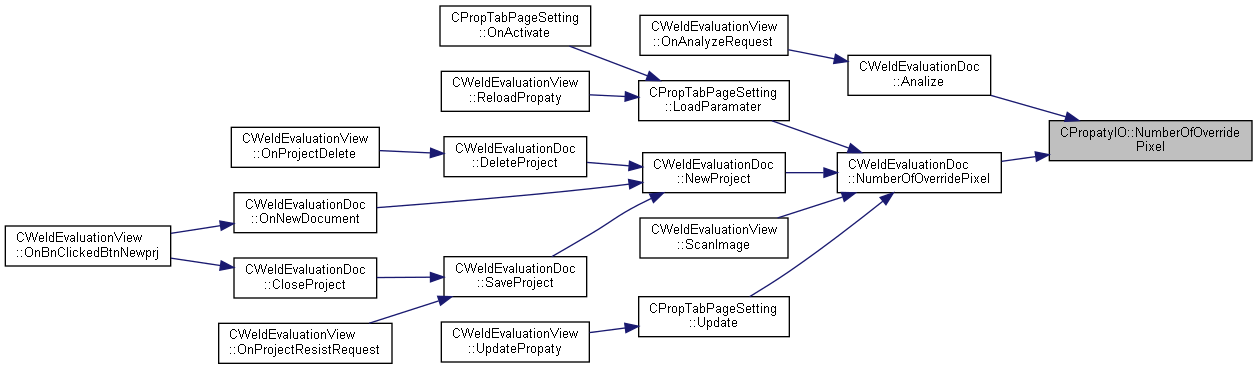 CPropTabPageSetting
::OnActivate
CWeldEvaluationView
::OnAnalyzeRequest
CWeldEvaluationDoc
::Analize
CWeldEvaluationView
::ReloadPropaty
CPropTabPageSetting
::LoadParamater
CPropatyIO::NumberOfOverride
Pixel
CWeldEvaluationView
::OnProjectDelete
CWeldEvaluationDoc
::DeleteProject
CWeldEvaluationDoc
::NewProject
CWeldEvaluationDoc
::NumberOfOverridePixel
CWeldEvaluationDoc
::OnNewDocument
CWeldEvaluationView
::ScanImage
CWeldEvaluationView
::OnBnClickedBtnNewprj
CWeldEvaluationDoc
::CloseProject
CWeldEvaluationDoc
::SaveProject
CPropTabPageSetting
::Update
CWeldEvaluationView
::OnProjectResistRequest
CWeldEvaluationView
::UpdatePropaty